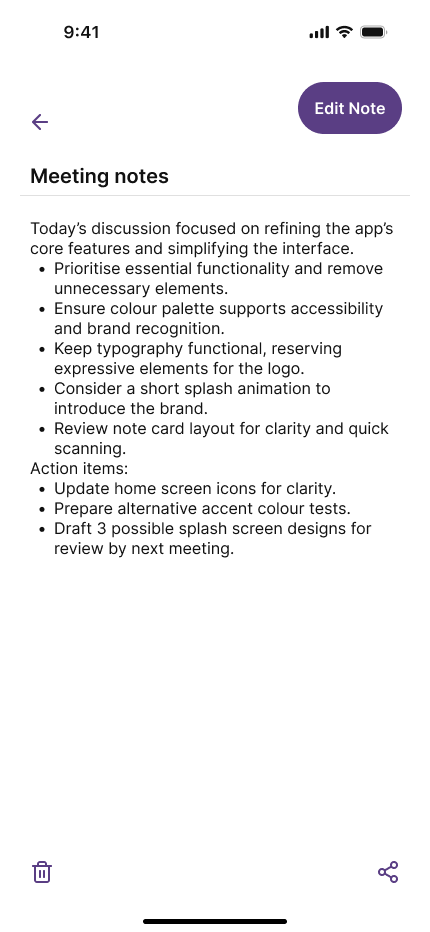 9:41
Edit Note
Meeting notes
Today’s discussion focused on refining the app’s
core features and simplifying the interface.
• Prioritise essential functionality and remove
unnecessary elements.
• Ensure colour palette supports accessibility
and brand recognition.
• Keep typography functional, reserving
expressive elements for the logo.
• Consider a short splash animation to
introduce the brand.
• Review note card layout for clarity and quick
scanning.
Action items:
• Update home screen icons for clarity.
• Prepare alternative accent colour tests.
• Draft 3 possible splash screen designs for
review by next meeting.